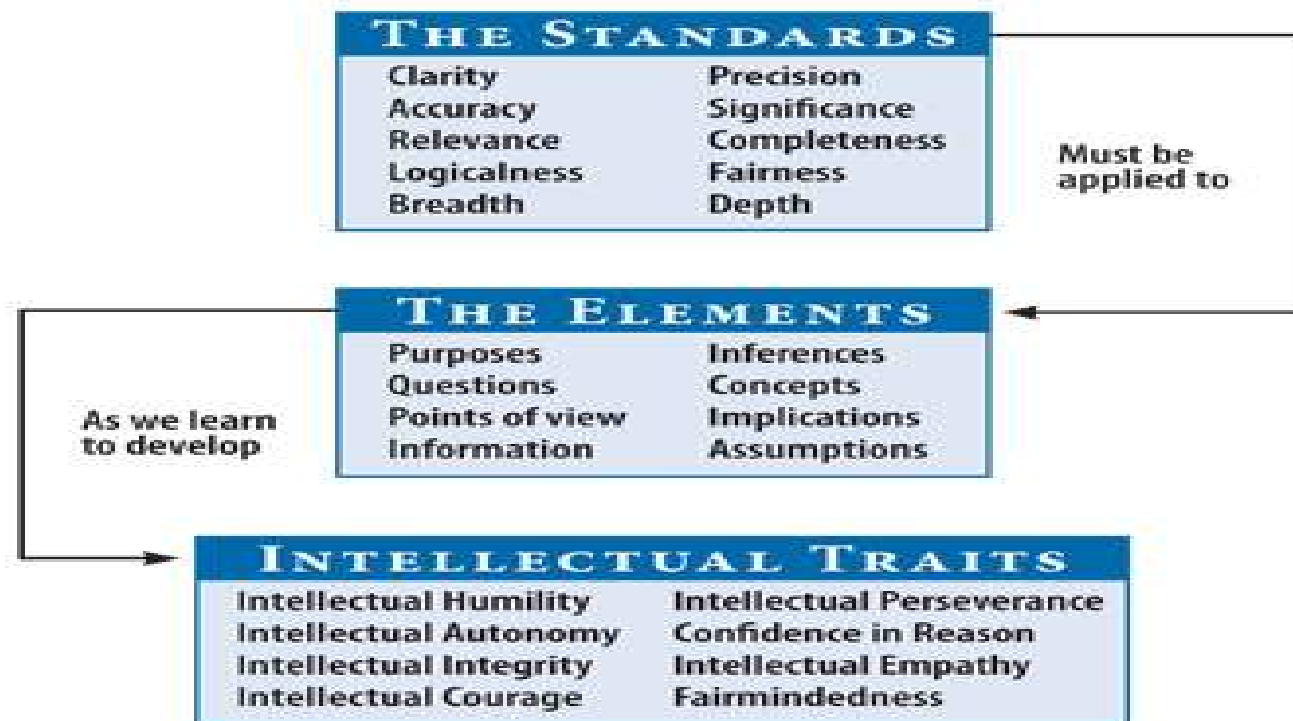 THE STANDARDS
Clarity Precision
Accuracy Significance
Relevance Completeness
Logicalness Fairness
Breadth Depth
Must be
applied to
THE ELEMENTS
Purposes Inferences
Questions Concepts
Points of view Implications
Information Assumptions
As we learn
to develop
INTELLECTUAL TRAITS
Intellectual Humility Intellectual Perseverance
Intellectual Autonomy Confidence in Reason
Intellectual Integrity Intellectual Empathy
Intellectual Courage Fairmindedness